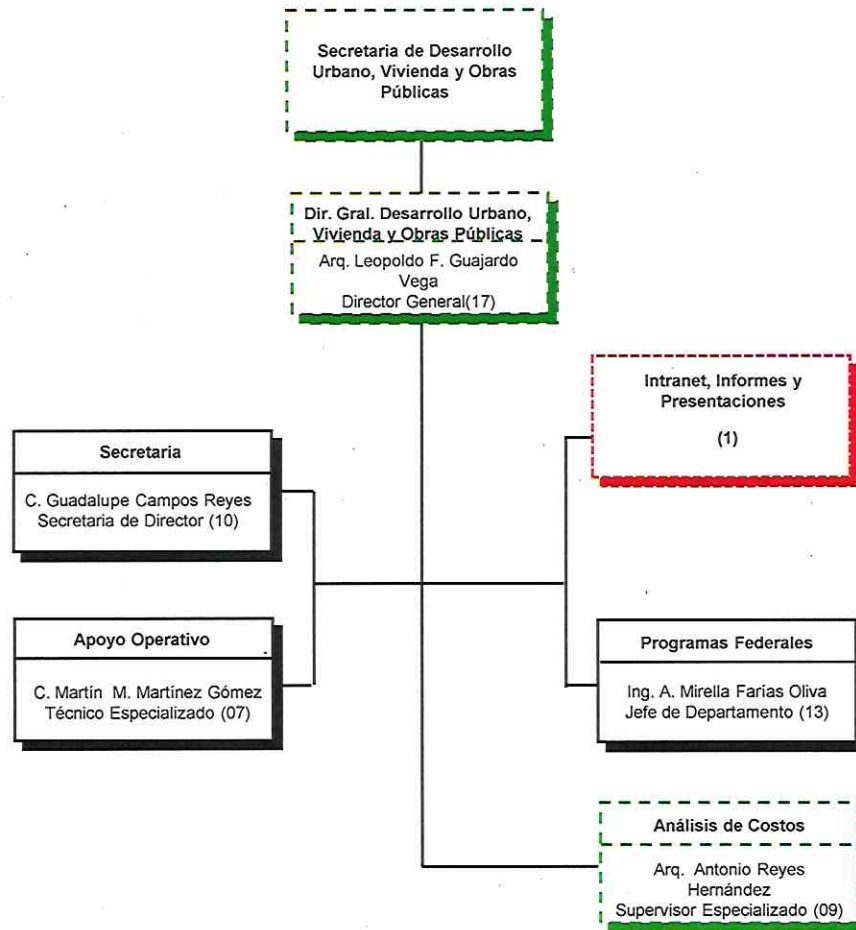 Secretaria de Desarrollo
Urbano, Vivienda y Obras
Públicas
Dir. Gral. Desarrollo Urbano,
Vivienda y Obras Públicas
Arq. Leopoldo F. Guajardo
Vega
Director General(17)
Intranet, Informes y
Presentaciones
(1)
Secretaria
C. Guadalupe Campos Reyes
Secretaria de Director (10)
Apoyo Operativo
C. Martín M. Martínez Gómez
Técnico Especializado (07)
Programas Federales
Ing. A. Mirella Farías Oliva
Jefe de Departamento (13)
Análisis de Costos
Arq. Antonio Reyes
Hernández
Supervisor Especializado (09)